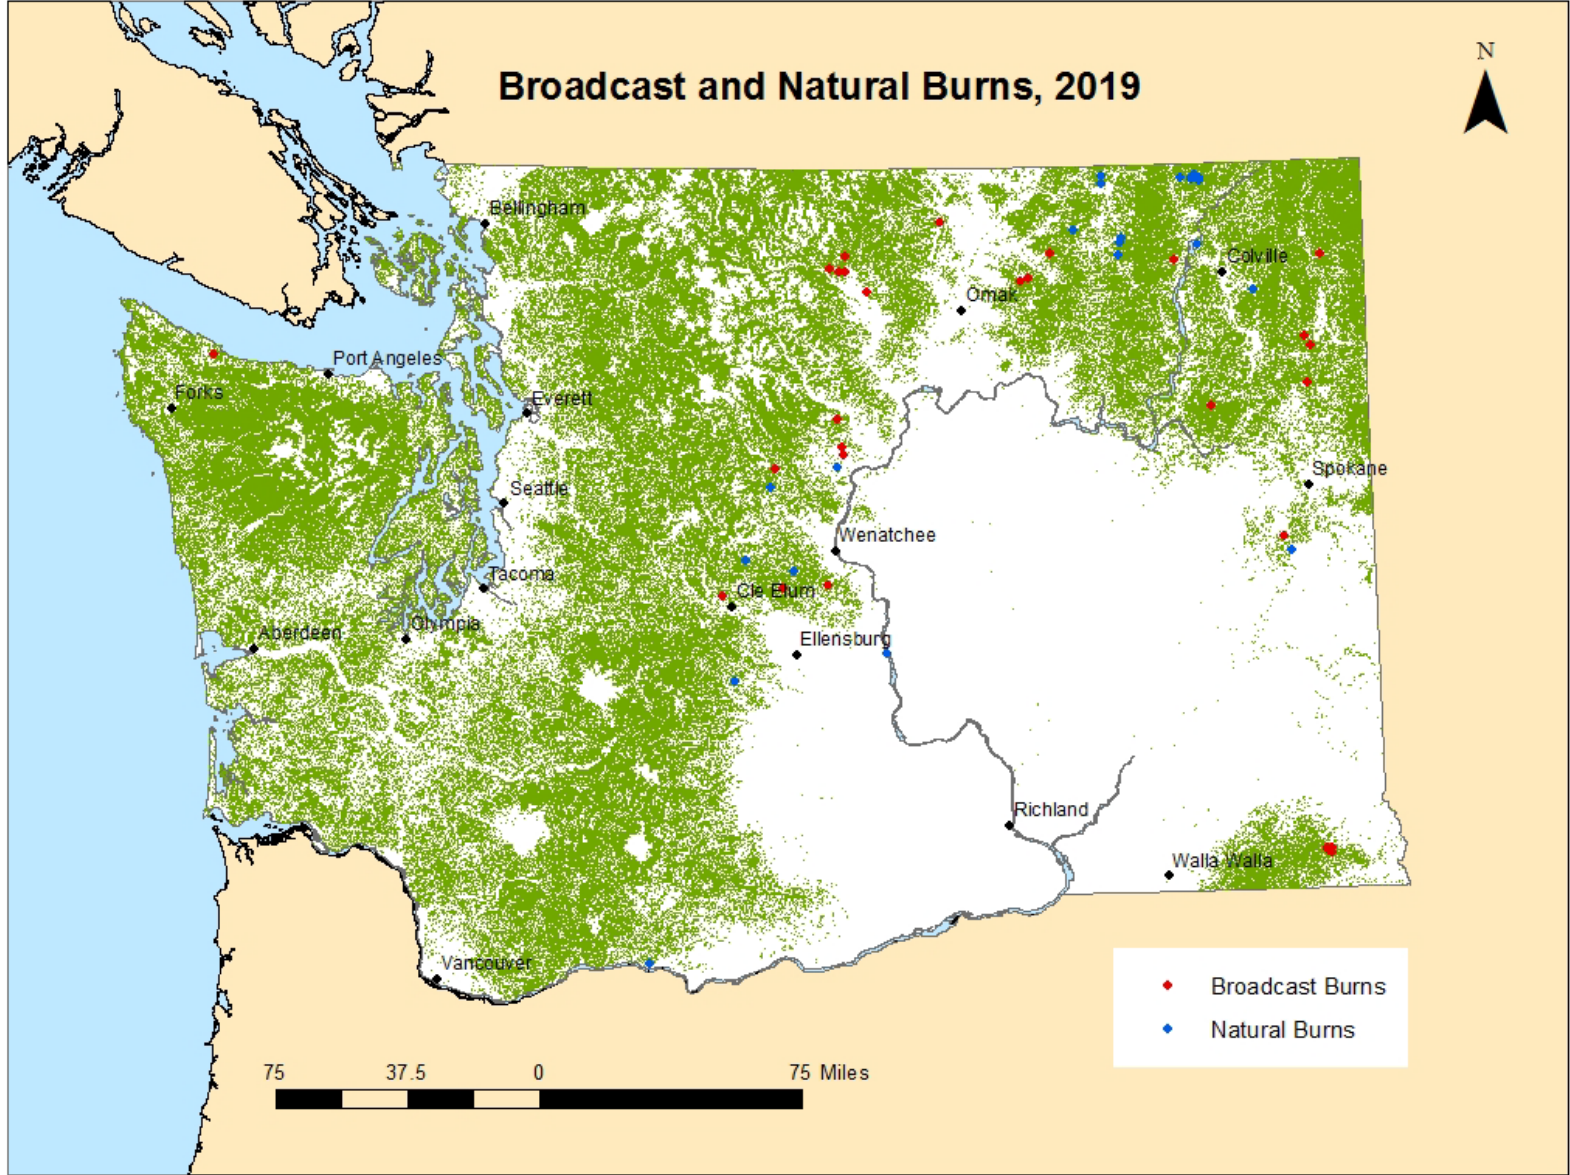 Broadcast and Natural Burns, 2019
N
Bellingham
Colville
Omak
Port Angeles
Forks
Everett
Spokane
Seattle
Wenatchee
Tacoma
Cle Elum
Olympia
Aberdeen
Ellensburg
Richland
Walla Walla
Vancouver
Broadcast Burns
Natural Burns
75 37.5 0 75 Miles